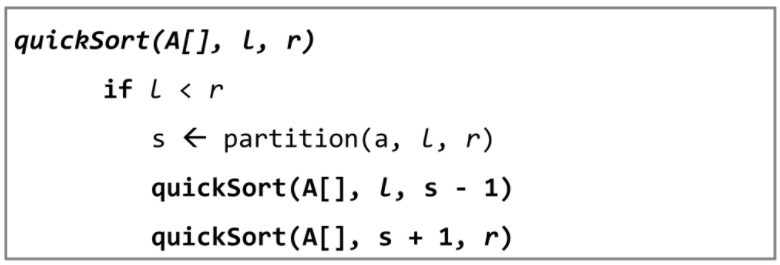 quickSort(A[], l, r)
if l < r
s ← partition(a, l, r)
quickSort(A[], l, s - 1)
quickSort(A[], s + 1, r)